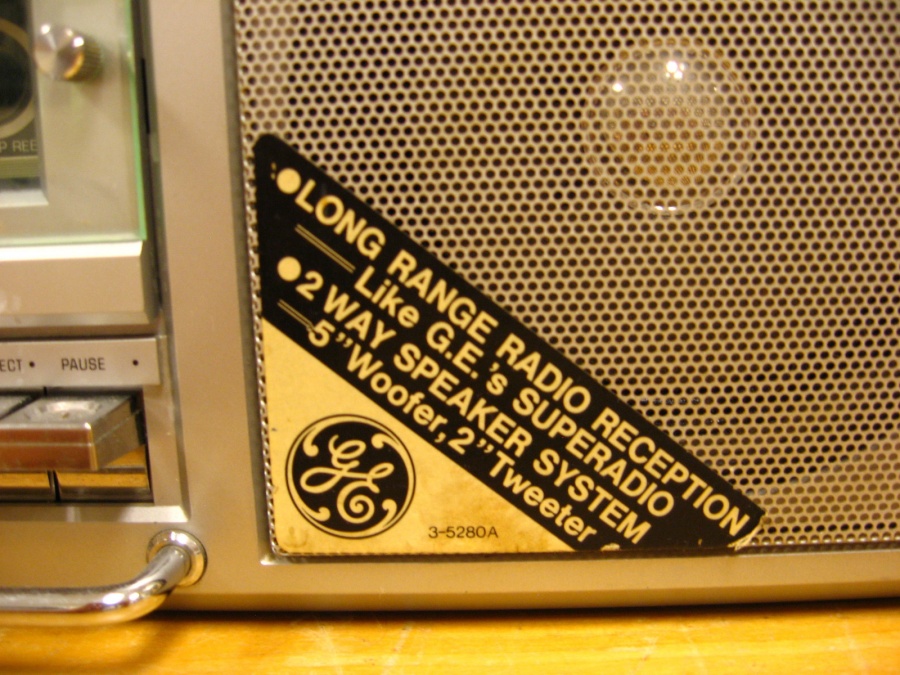 P REE
ECT • PAUSE •
• LONG RANGE RADIO RECEPTION
Like G.E.'s SUPERADIO
• 2 WAY SPEAKER SYSTEM
5" Woofer, 2" Tweeter
GE
3-5280A